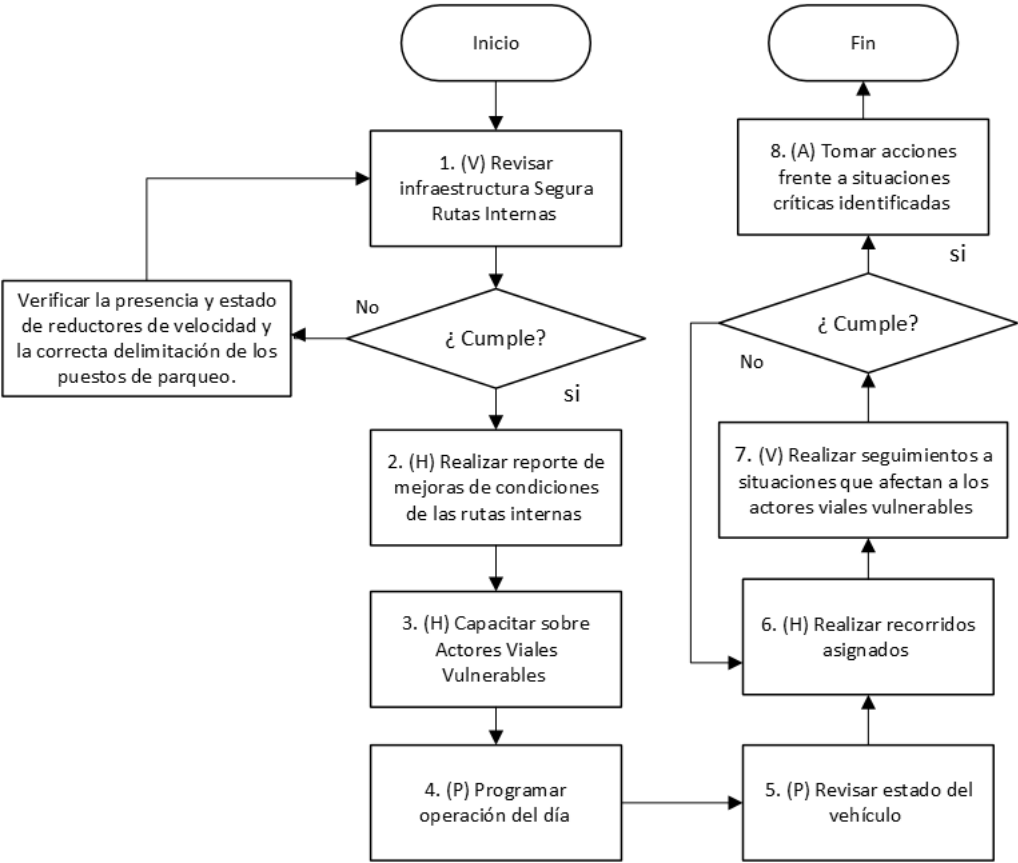 Inicio
1. (V) Revisar
infraestructura Segura
Rutas Internas
Verificar la presencia y estado
de reductores de velocidad y
la correcta delimitación de los
puestos de parqueo.
No
¿ Cumple?
si
2. (H) Realizar reporte de
mejoras de condiciones
de las rutas internas
3. (H) Capacitar sobre
Actores Viales
Vulnerables
4. (P) Programar
operación del día
5. (P) Revisar estado del
vehículo
6. (H) Realizar recorridos
asignados
7. (V) Realizar seguimientos a
situaciones que afectan a los
actores viales vulnerables
¿ Cumple?
No
si
8. (A) Tomar acciones
frente a situaciones
críticas identificadas
Fin